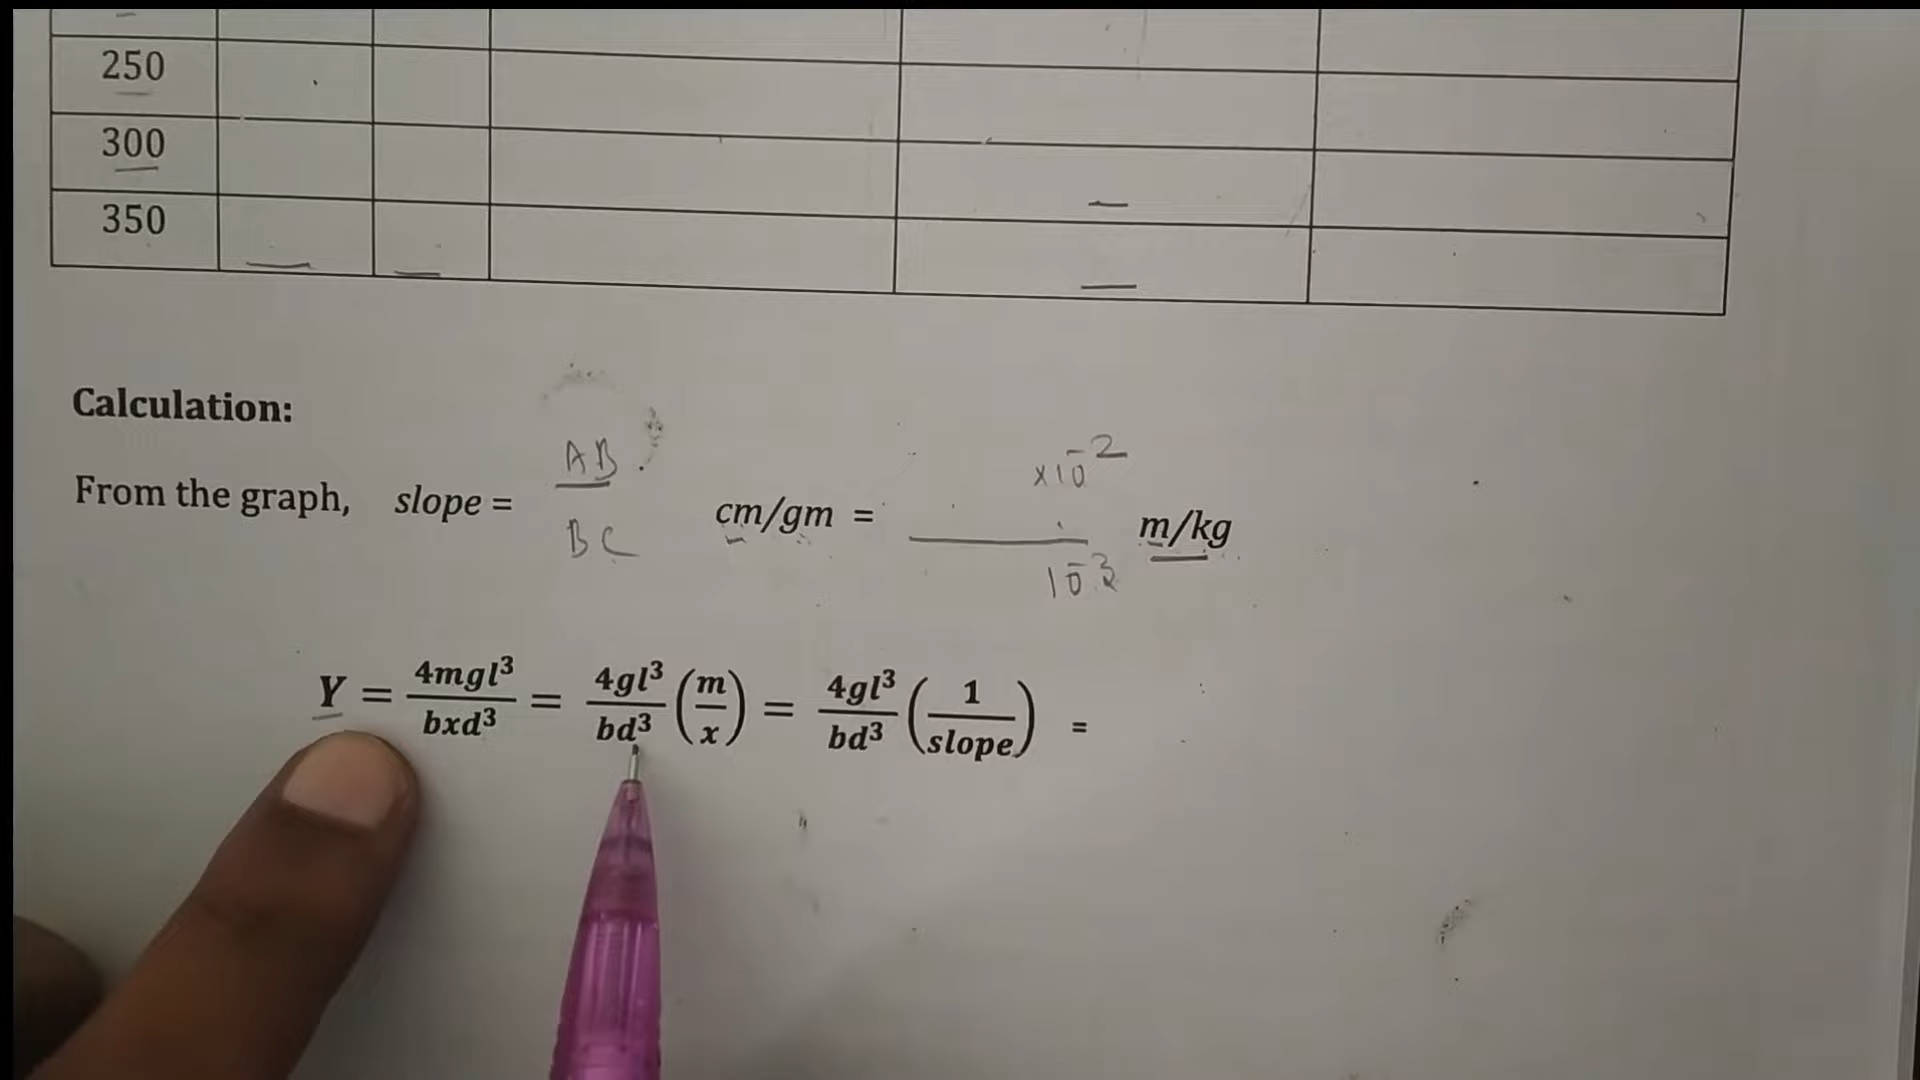 250
300
350
Calculation:
From the graph, slope = AB/BC cm/gm = ×10⁻²/10⁻³ m/kg
Y = 4mgl³/bxd³ = 4gl³/bd³ (m/x) = 4gl³/bd³ (1/slope) =